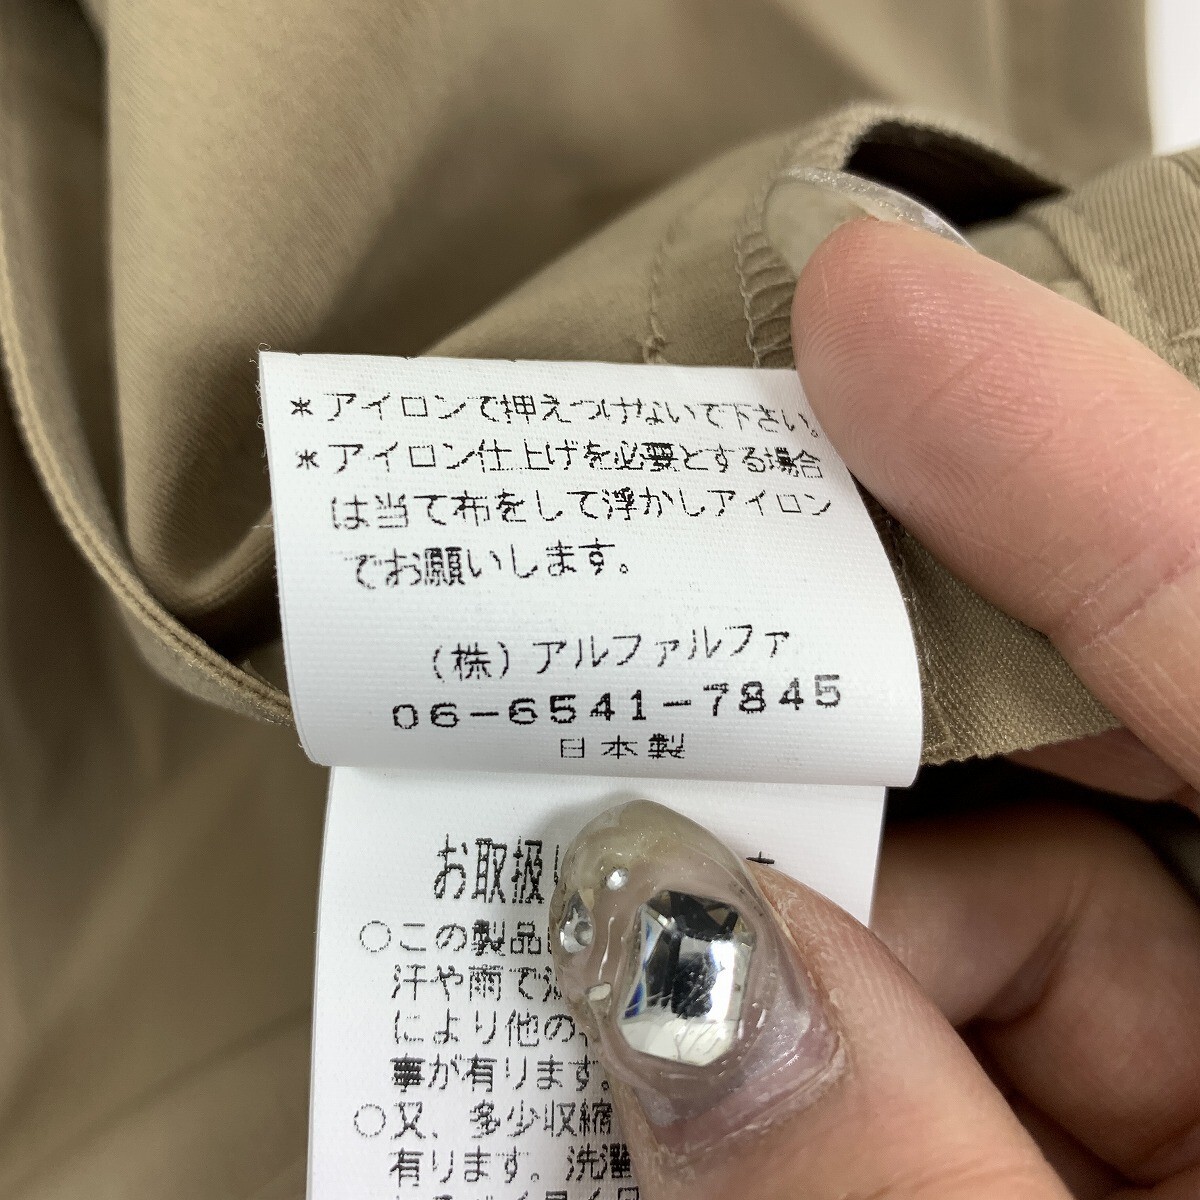 *アイロンで押えつけないで下さい。
*アイロン仕上げを必要とする場合
は当て布をして浮かしアイロン
でお願いします。
(株)アルファルファ
06-6541-7845
日本製
お取扱
○この製品
汗や雨で
により他の
事が有ります。
○又、多少収縮
有ります。洗濯